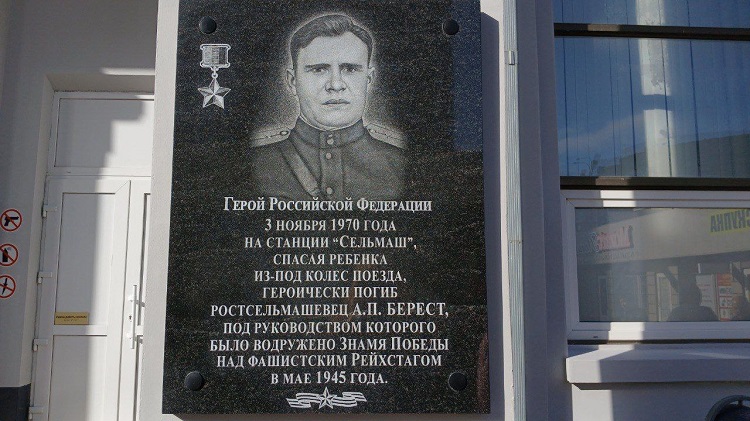 Герой Российской Федерации
3 ноября 1970 года
на станции "Сельмаш",
спасая ребенка
из-под колес поезда,
героически погиб
ростсельмашевец А.П. БЕРЕСТ,
под руководством которого
было водружено Знамя Победы
над фашистским Рейхстагом
в мае 1945 года.